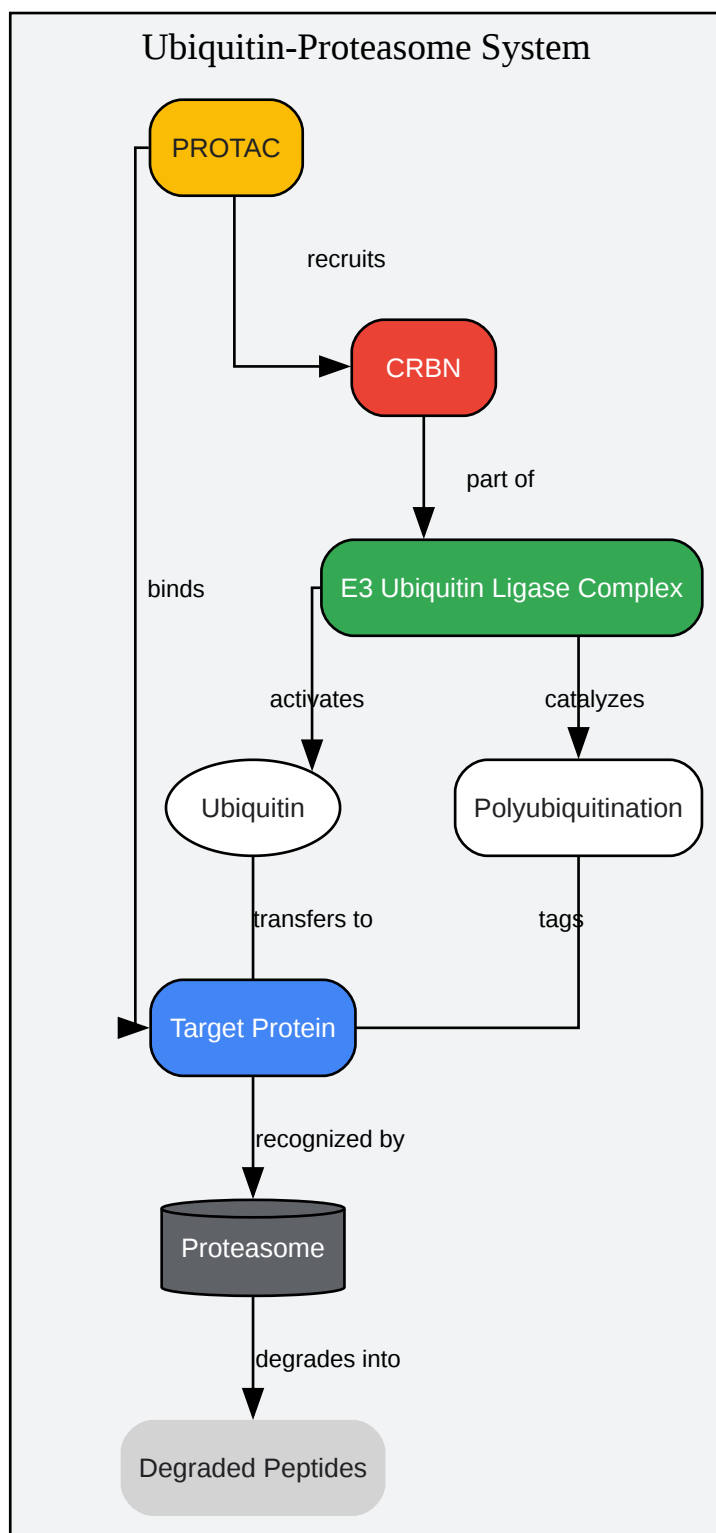 Ubiquitin-Proteasome System
PROTAC
recruits
CRBN
part of
E3 Ubiquitin Ligase Complex
binds
activates
catalyzes
Ubiquitin
Polyubiquitination
transfers to
tags
Target Protein
recognized by
Proteasome
degrades into
Degraded Peptides